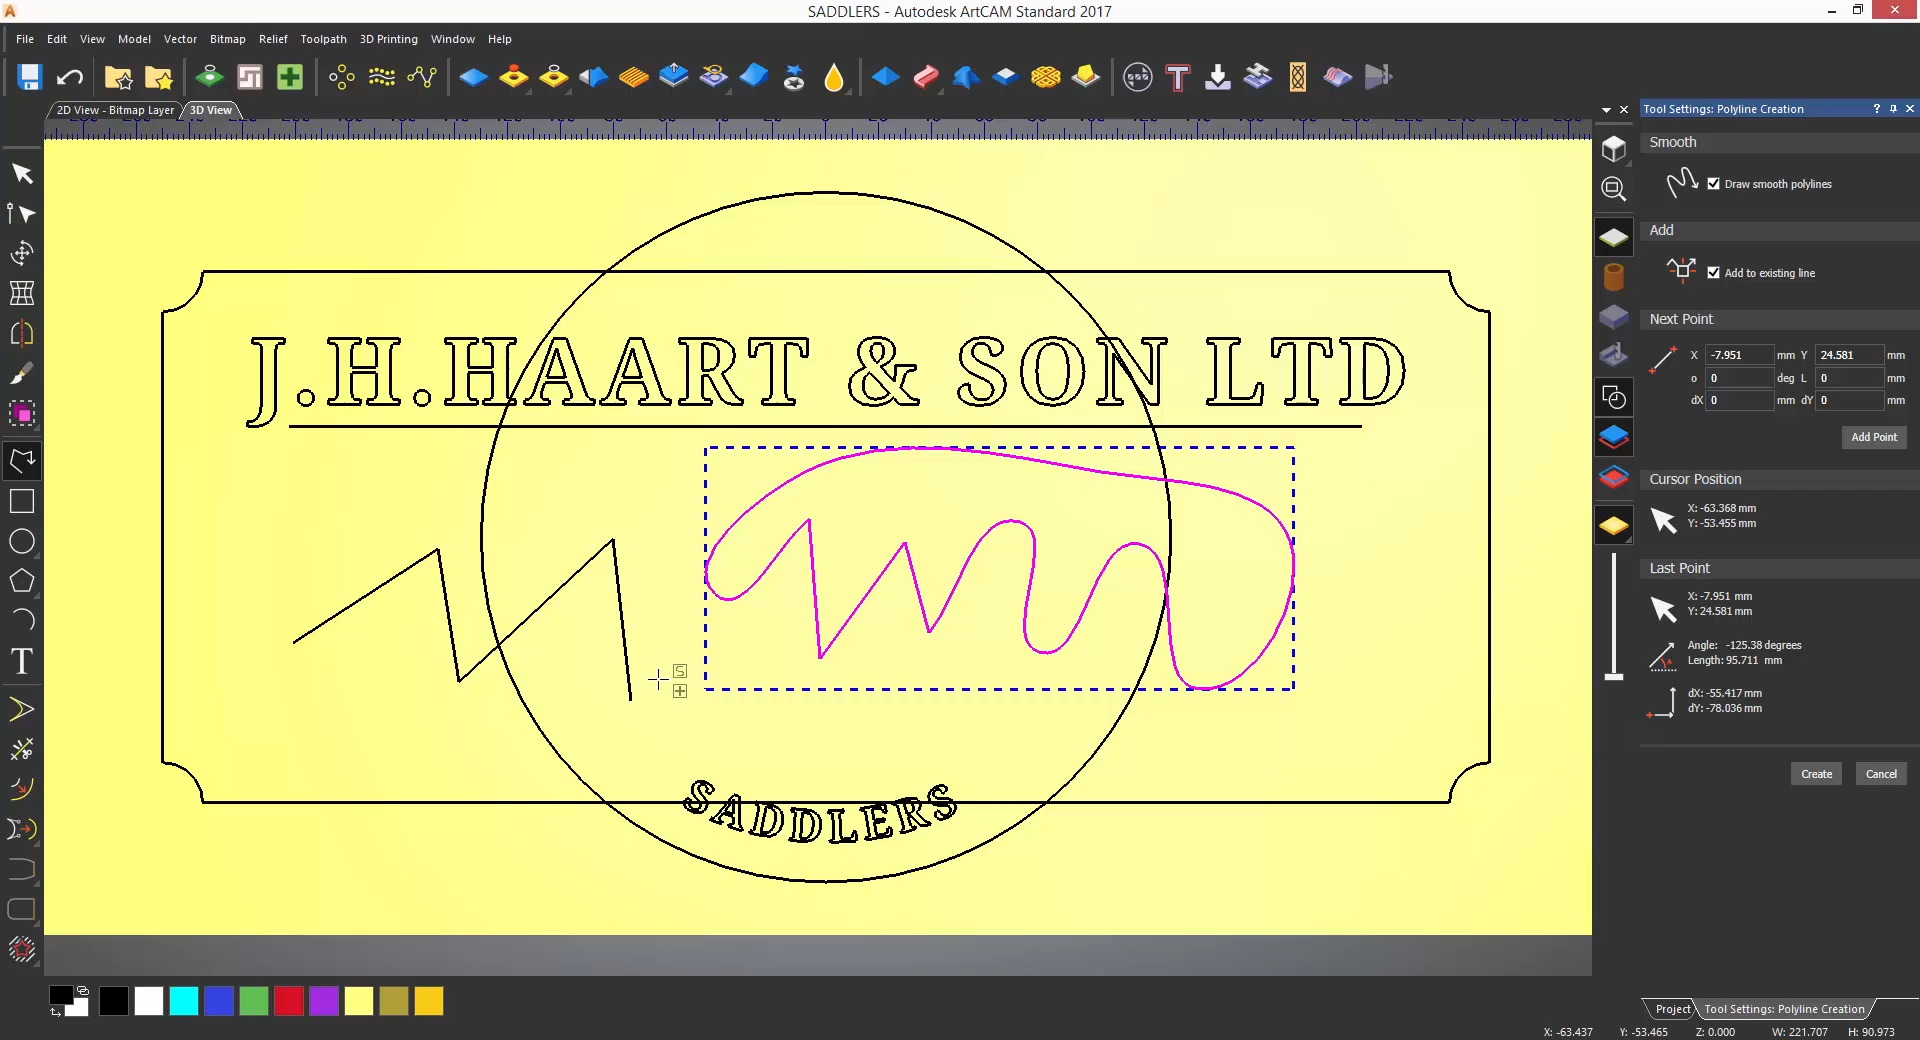 SADDLERS - Autodesk ArtCAM Standard 2017
File Edit View Model Vector Bitmap Relief Toolpath 3D Printing Window Help
2D View - Bitmap Layer 3D View
Tool Settings: Polyline Creation
Smooth
Draw smooth polylines
Add
Add to existing line
Next Point
X -7.951 mm Y 24.581 mm
o 0 deg L 0 mm
dX 0 mm dY 0 mm
Add Point
Cursor Position
X: -63.368 mm
Y: -53.455 mm
Last Point
X: -7.951 mm
Y: 24.581 mm
Angle: -125.38 degrees
Length: 95.711 mm
dX: -55.417 mm
dY: -78.036 mm
Create Cancel
J.H.HAART & SON LTD
S
SADDLERS
T
Project Tool Settings: Polyline Creation
X: -63.437 Y: -53.465 Z: 0.000 W: 221.707 H: 90.973